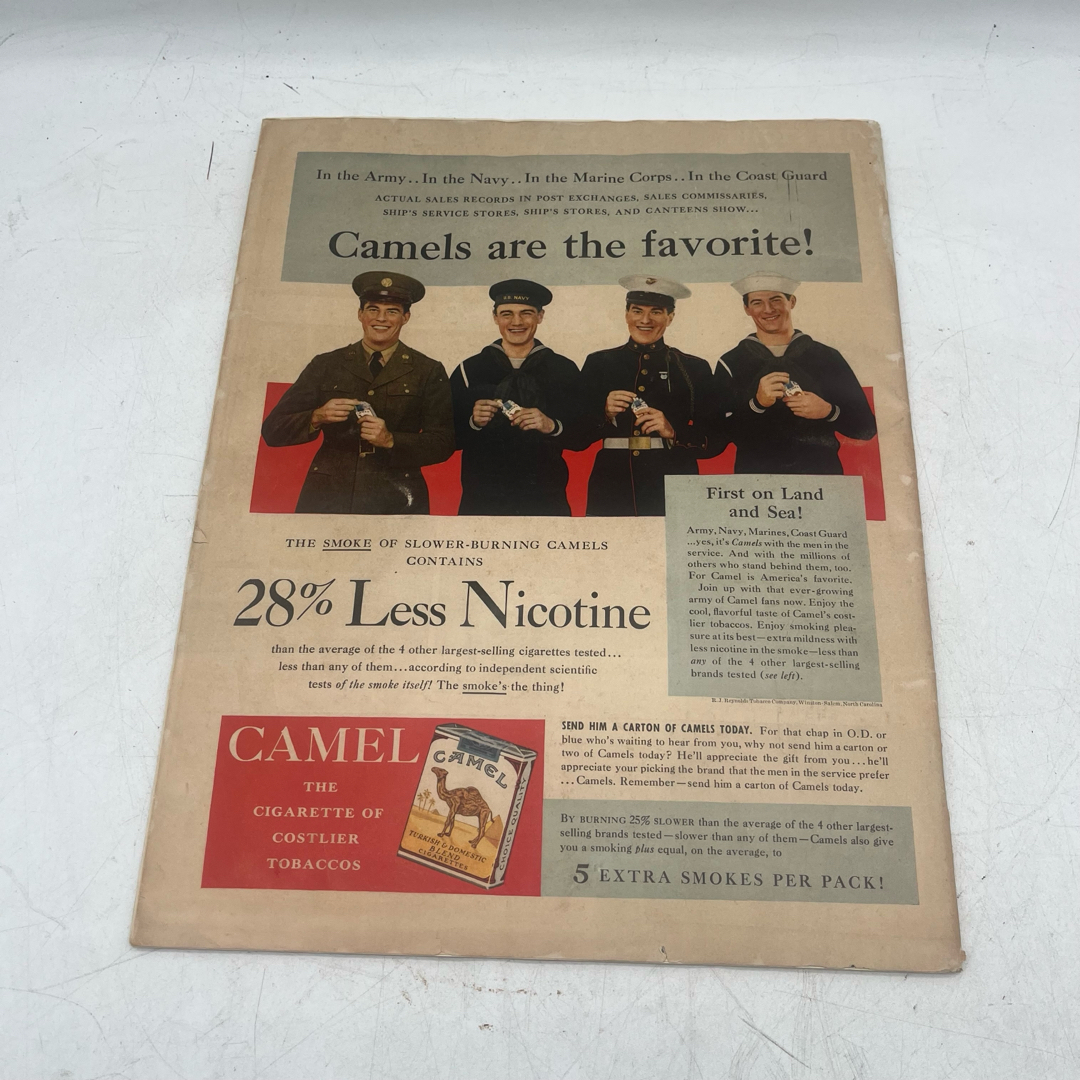 In the Army..In the Navy..In the Marine Corps..In the Coast Guard
ACTUAL SALES RECORDS IN POST EXCHANGES, SALES COMMISSARIES,
SHIP'S SERVICE STORES, SHIP'S STORES, AND CANTEENS SHOW...
Camels are the favorite!
U.S. NAVY
First on Land
and Sea!
Army, Navy, Marines, Coast Guard
...yes, it's Camels with the men in the
service. And with the millions of
others who stand behind them, too.
For Camel is America's favorite.
Join up with that ever-growing
army of Camel fans now. Enjoy the
cool, flavorful taste of Camel's cost-
lier tobaccos. Enjoy smoking plea-
sure at its best—extra mildness with
less nicotine in the smoke—less than
any of the 4 other largest-selling
brands tested (see left).
R. J. Reynolds Tobacco Company, Winston-Salem, North Carolina
THE SMOKE OF SLOWER-BURNING CAMELS
CONTAINS
28% Less Nicotine
than the average of the 4 other largest-selling cigarettes tested...
less than any of them...according to independent scientific
tests of the smoke itself! The smoke's the thing!
CAMEL
THE
CIGARETTE OF
COSTLIER
TOBACCOS
CAMEL
TURKISH & DOMESTIC
BLEND
CIGARETTES
CHOICE QUALITY
SEND HIM A CARTON OF CAMELS TODAY. For that chap in O.D. or
blue who's waiting to hear from you, why not send him a carton or
two of Camels today? He'll appreciate the gift from you...he'll
appreciate your picking the brand that the men in the service prefer
...Camels. Remember—send him a carton of Camels today.
BY BURNING 25% SLOWER than the average of the 4 other largest-
selling brands tested—slower than any of them—Camels also give
you a smoking plus equal, on the average, to
5 EXTRA SMOKES PER PACK!